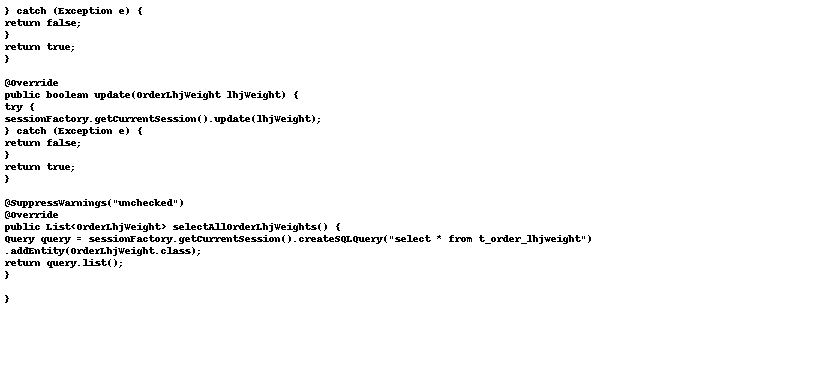 } catch (Exception e) {
return false;
}
return true;
}
@Override
public boolean update(OrderLhjWeight lhjWeight) {
try {
sessionFactory.getCurrentSession().update(lhjWeight);
} catch (Exception e) {
return false;
}
return true;
}
@SuppressWarnings("unchecked")
@Override
public List<OrderLhjWeight> selectAllOrderLhjWeights() {
Query query = sessionFactory.getCurrentSession().createSQLQuery("select * from t_order_lhjweight")
.addEntity(OrderLhjWeight.class);
return query.list();
}
}